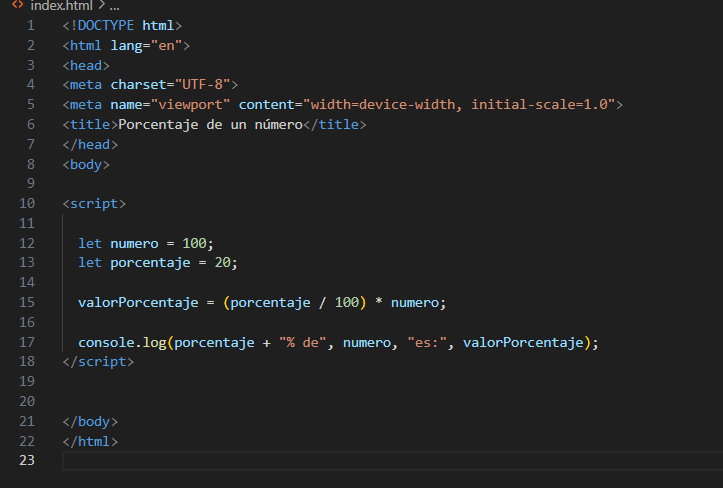 index.html > ...
1 <!DOCTYPE html>
2 <html lang="en">
3 <head>
4 <meta charset="UTF-8">
5 <meta name="viewport" content="width=device-width, initial-scale=1.0">
6 <title>Porcentaje de un número</title>
7 </head>
8 <body>
9
10 <script>
11
12 let numero = 100;
13 let porcentaje = 20;
14
15 valorPorcentaje = (porcentaje / 100) * numero;
16
17 console.log(porcentaje + "% de", numero, "es:", valorPorcentaje);
18 </script>
19
20
21 </body>
22 </html>
23